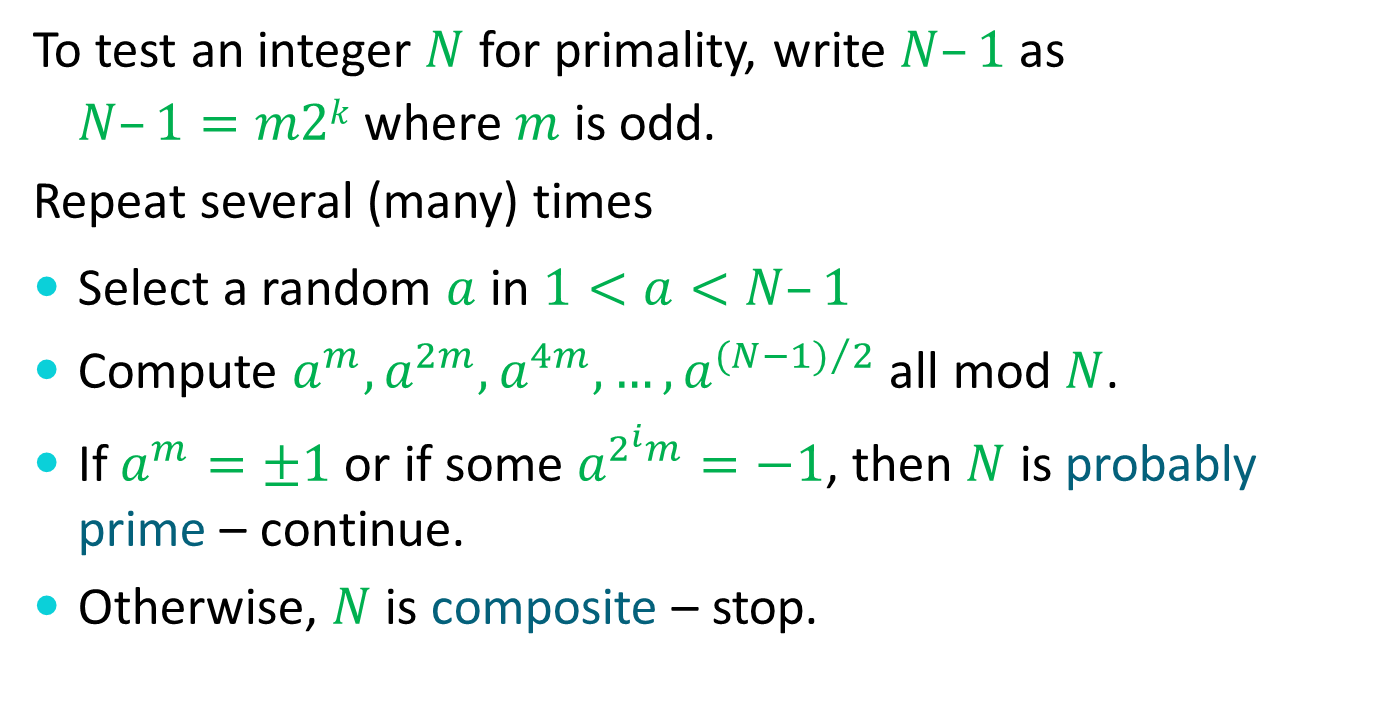 To test an integer N for primality, write N– 1 as
N– 1 = m2ᵏ where m is odd.
Repeat several (many) times
• Select a random a in 1 < a < N– 1
• Compute a^m, a^{2m}, a^{4m}, …, a^{(N−1)/2} all mod N.
• If a^m = ±1 or if some a^{2^i m} = −1, then N is probably
prime – continue.
• Otherwise, N is composite – stop.